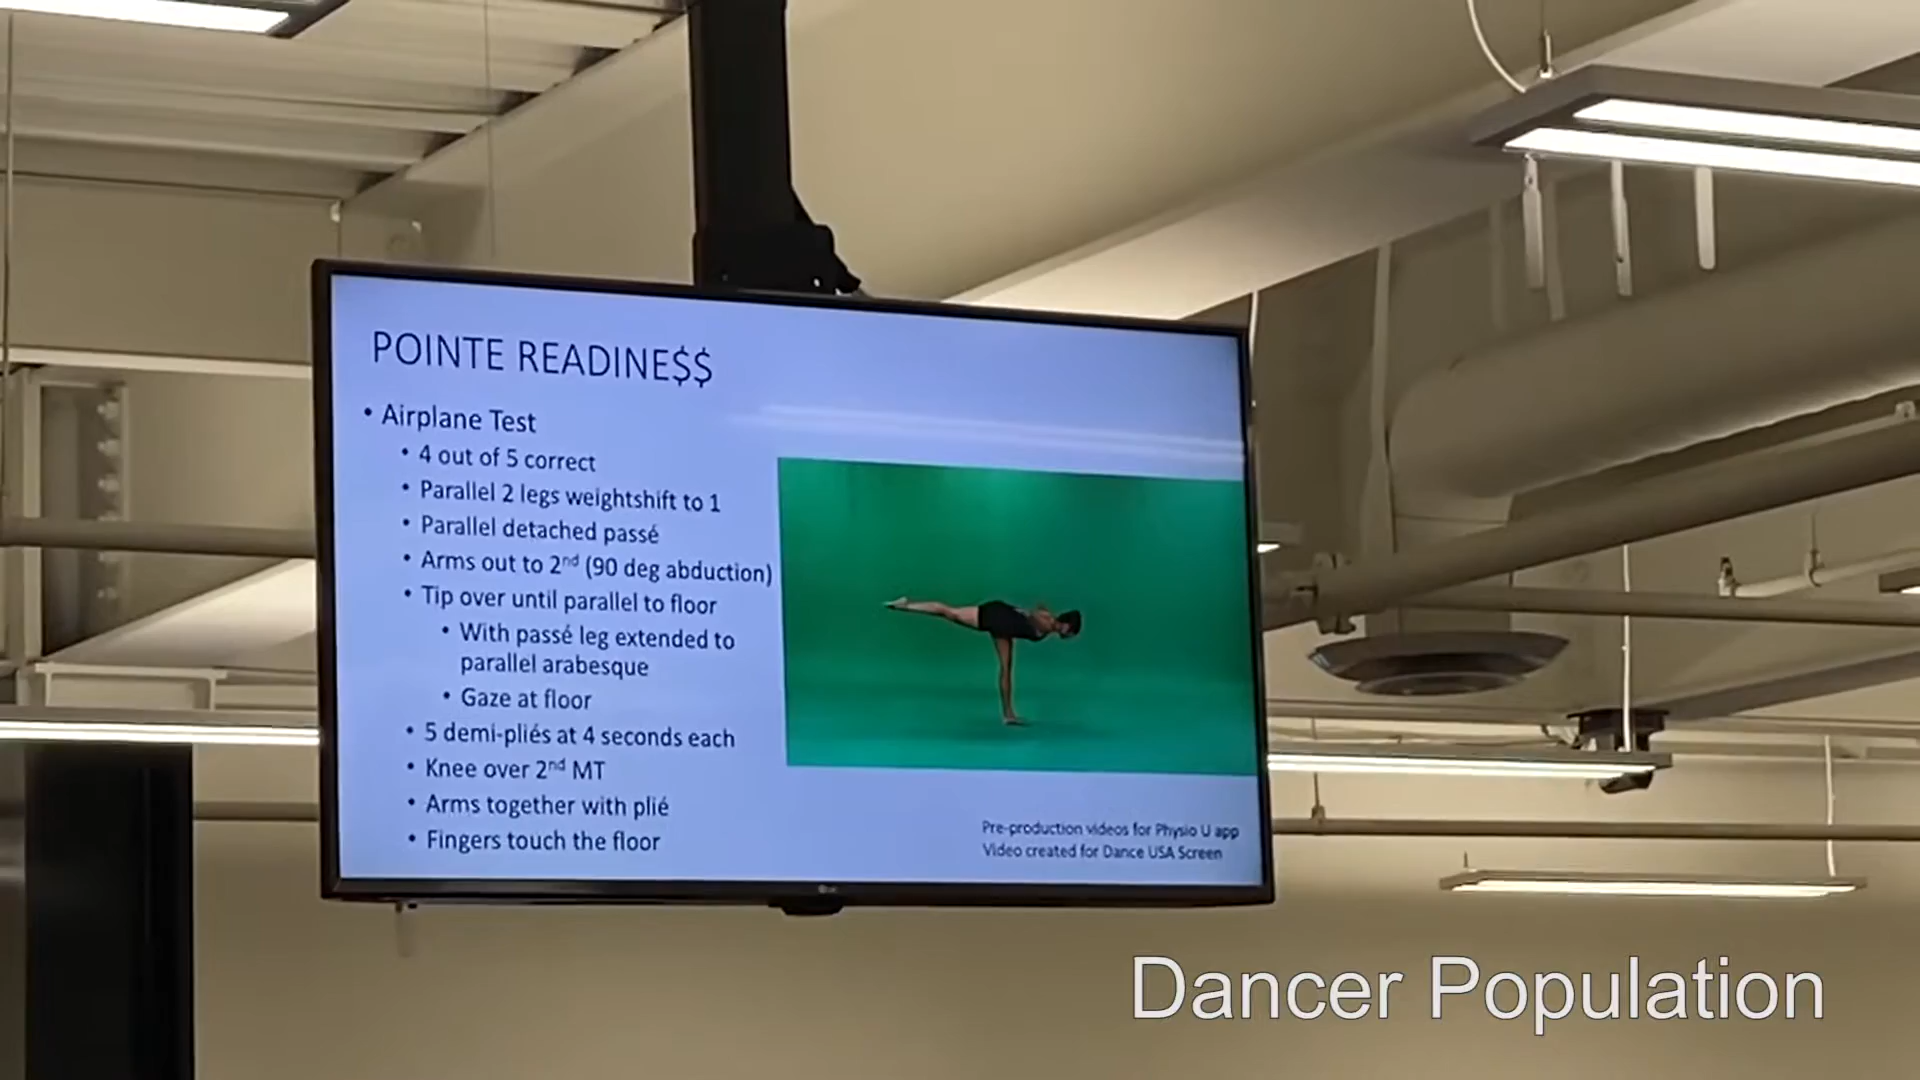 POINTE READINE$$
• Airplane Test
• 4 out of 5 correct
• Parallel 2 legs weightshift to 1
• Parallel detached passé
• Arms out to 2nd (90 deg abduction)
• Tip over until parallel to floor
• With passé leg extended to
parallel arabesque
• Gaze at floor
• 5 demi-pliés at 4 seconds each
• Knee over 2nd MT
• Arms together with plié
• Fingers touch the floor
Pre-production videos for Physio U app
Video created for Dance USA Screen
LG
Dancer Population